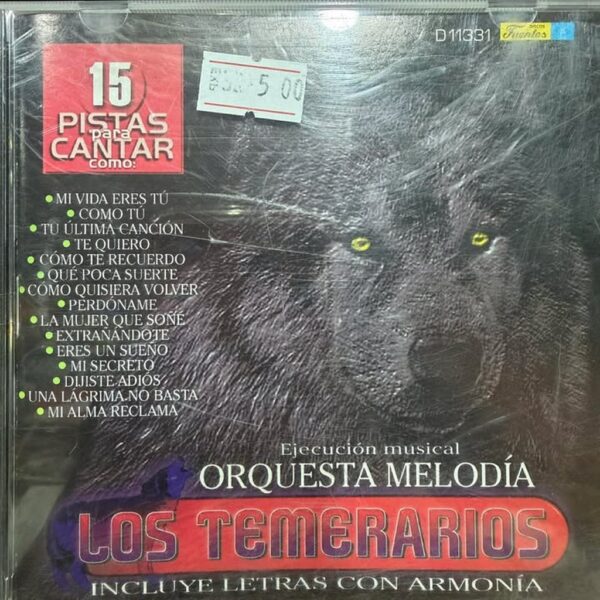 D 11331
discos
Fuentes
5 00
15
PISTAS
para
CANTAR
como:
MI VIDA ERES TÚ
COMO TÚ
TU ÚLTIMA CANCIÓN
TE QUIERO
CÓMO TE RECUERDO
QUÉ POCA SUERTE
CÓMO QUISIERA VOLVER
PERDÓNAME
LA MUJER QUE SOÑÉ
EXTRAÑÁNDOTE
ERES UN SUEÑO
MI SECRETO
DIJISTE ADIÓS
UNA LÁGRIMA NO BASTA
MI ALMA RECLAMA
Ejecución musical
ORQUESTA MELODÍA
LOS TEMERARIOS
INCLUYE LETRAS CON ARMONÍA